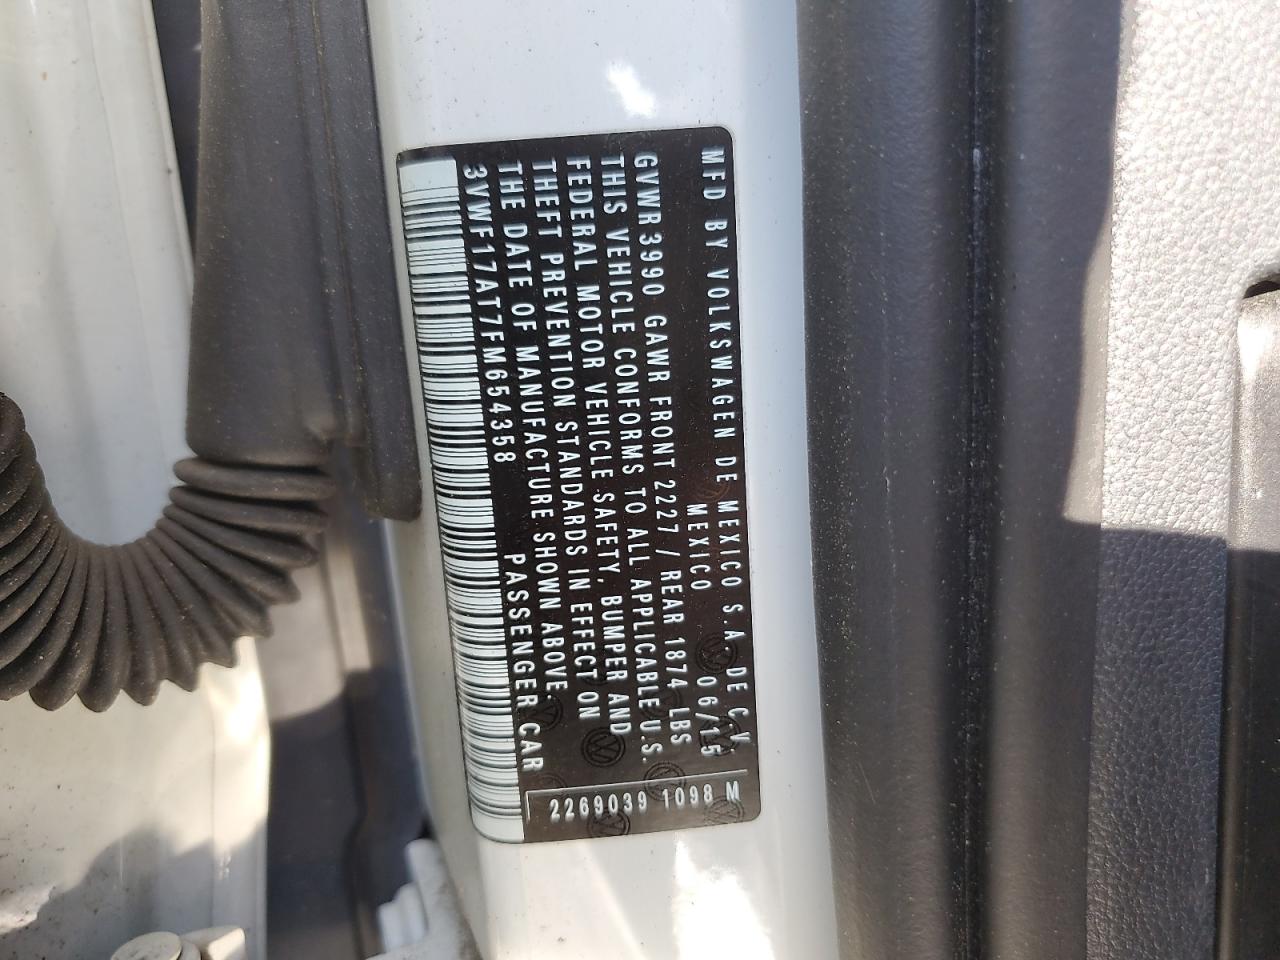 MFD BY VOLKSWAGEN DE MEXICO S.A. DE C.V.
MEXICO 06/15
GVWR 3990 GAWR FRONT 2227 / REAR 1874 LBS
THIS VEHICLE CONFORMS TO ALL APPLICABLE U.S.
FEDERAL MOTOR VEHICLE SAFETY, BUMPER AND
THEFT PREVENTION STANDARDS IN EFFECT ON
THE DATE OF MANUFACTURE SHOWN ABOVE.
3VWF17AT7FM654358 PASSENGER CAR
2269039 1098 M